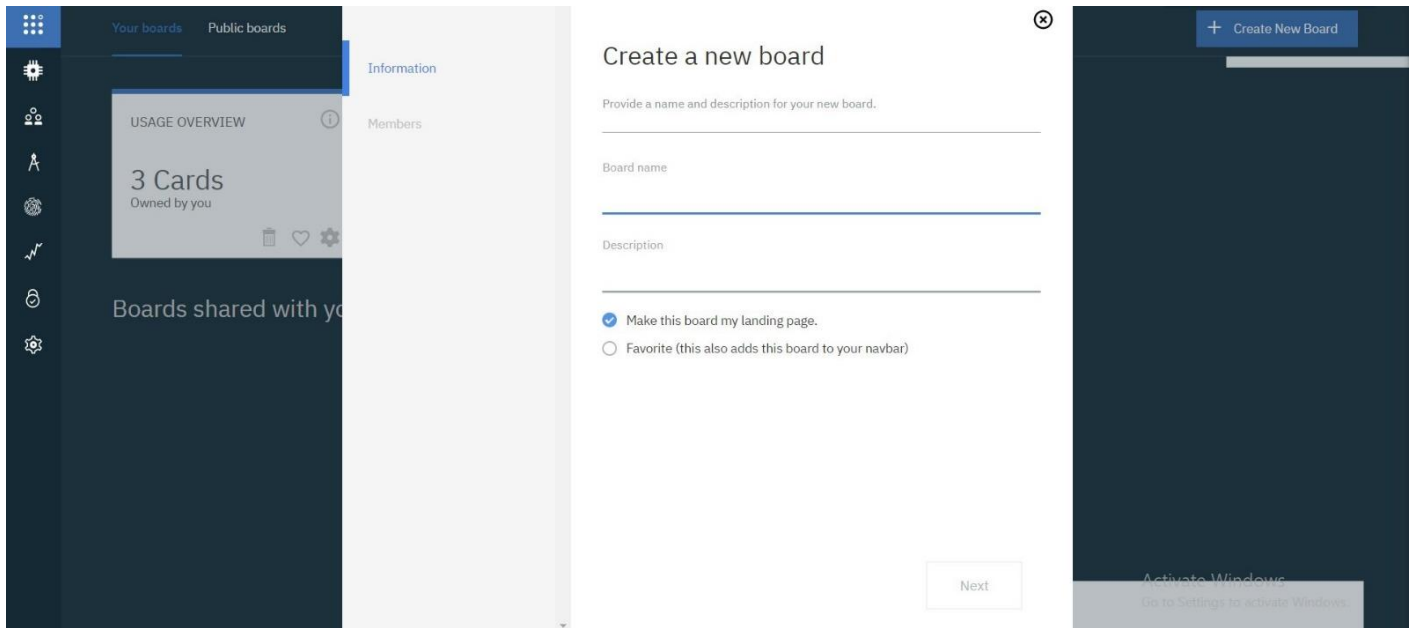 Your boards
Public boards
Create New Board
USAGE OVERVIEW
3 Cards
Owned by you
Boards shared with yo
Information
Members
Create a new board
Provide a name and description for your new board.
Board name
Description
Make this board my landing page.
Favorite (this also adds this board to your navbar)
Next
Activate Windows
Go to Settings to activate Windows.